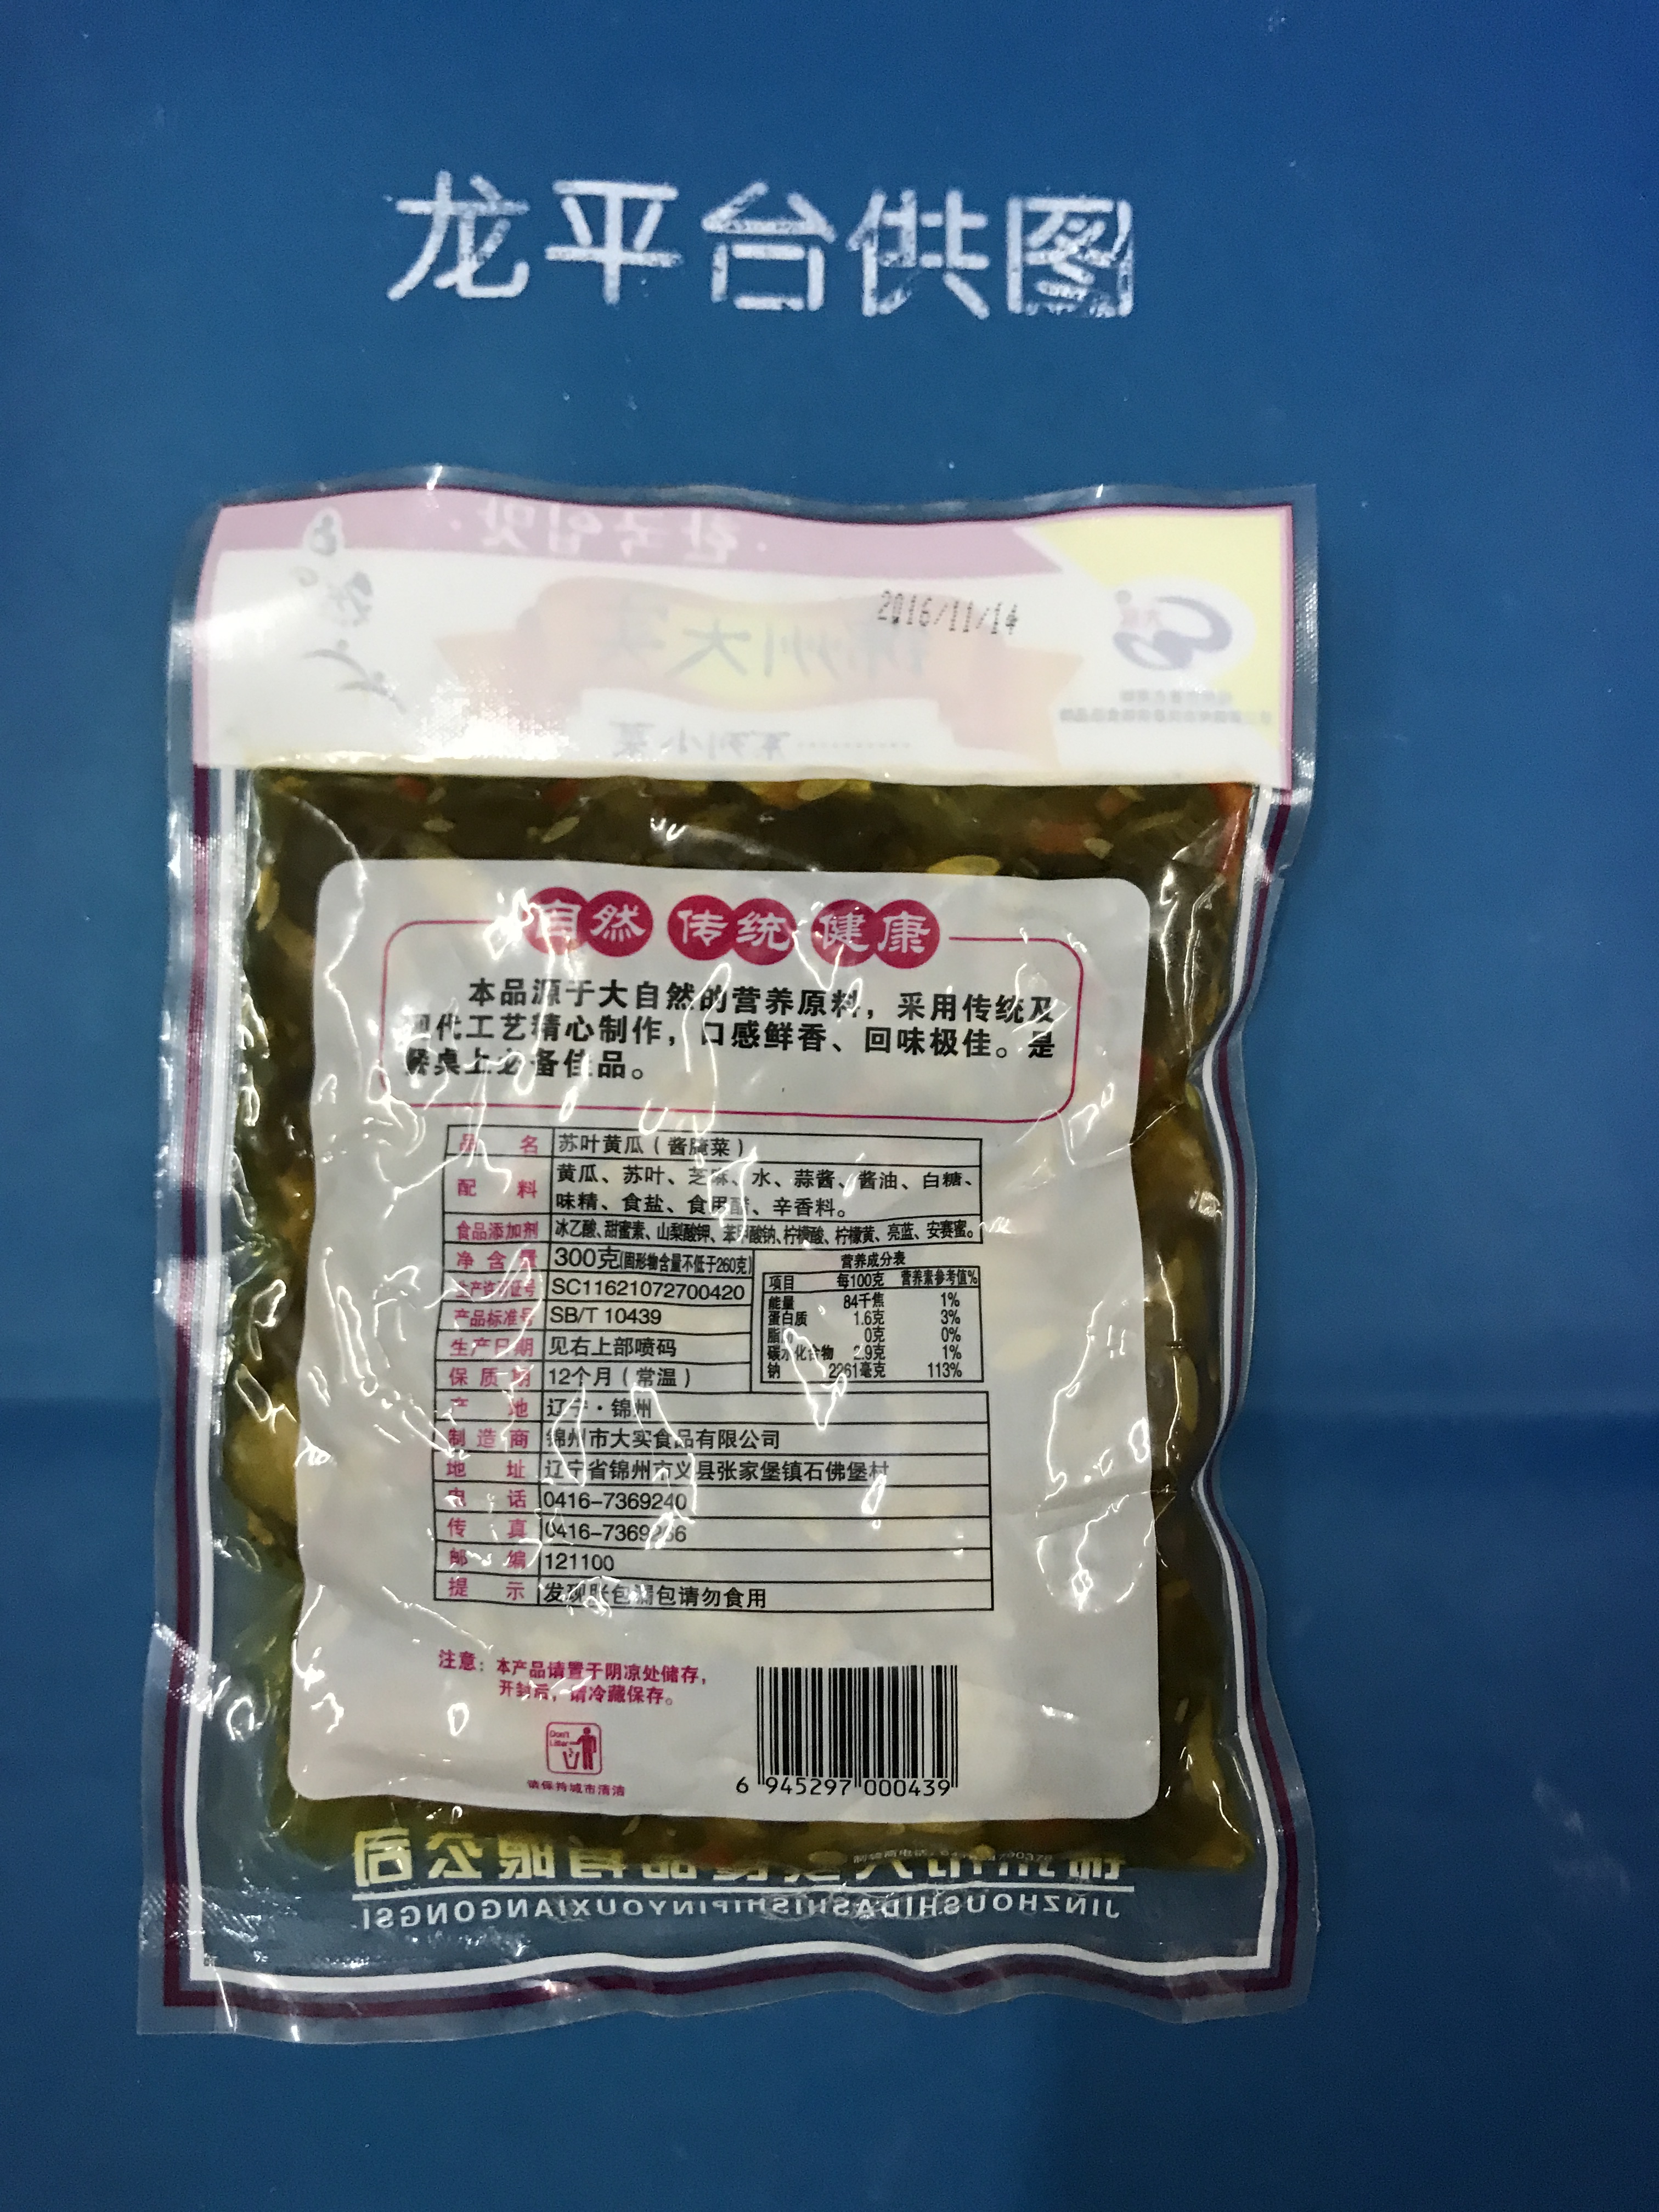 龙平台供图
2016/11/14
自然 传统 健康
本品源于大自然的营养原料，采用传统及
现代工艺精心制作，口感鲜香、回味极佳。是
餐桌上必备佳品。
品名 苏叶黄瓜（酱腌菜）
配料 黄瓜、苏叶、芝麻、水、蒜酱、酱油、白糖、
味精、食盐、食用醋、辛香料。
食品添加剂 冰乙酸、甜蜜素、山梨酸钾、苯甲酸钠、柠檬酸、柠檬黄、亮蓝、安赛蜜。
净含量 300克(固形物含量不低于260克)
生产许可证号 SC11621072700420
产品标准号 SB/T 10439
生产日期 见右上部喷码
保质期 12个月（常温）
营养成分表
项目 每100克 营养素参考值%
能量 84千焦 1%
蛋白质 1.6克 3%
脂肪 0克 0%
碳水化合物 2.9克 1%
钠 2261毫克 113%
产地 辽宁·锦州
制造商 锦州市大实食品有限公司
地址 辽宁省锦州市义县张家堡镇石佛堡村
电话 0416-7369240
传真
邮编 121100
提示 发现胀包漏包请勿食用
注意：本产品请置于阴凉处储存，
开封后，请冷藏保存。
Don't
Litter
请保持城市清洁
6 945297 000439
JINZHOUSHIDASHISHIPINYOUXIANGONGSI